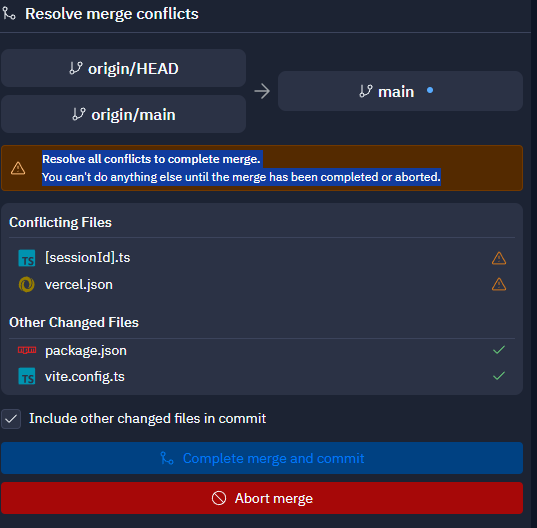 Resolve merge conflicts
origin/HEAD
origin/main
main
Resolve all conflicts to complete merge.
You can't do anything else until the merge has been completed or aborted.
Conflicting Files
TS [sessionId].ts
vercel.json
Other Changed Files
npm package.json
TS vite.config.ts
Include other changed files in commit
Complete merge and commit
Abort merge